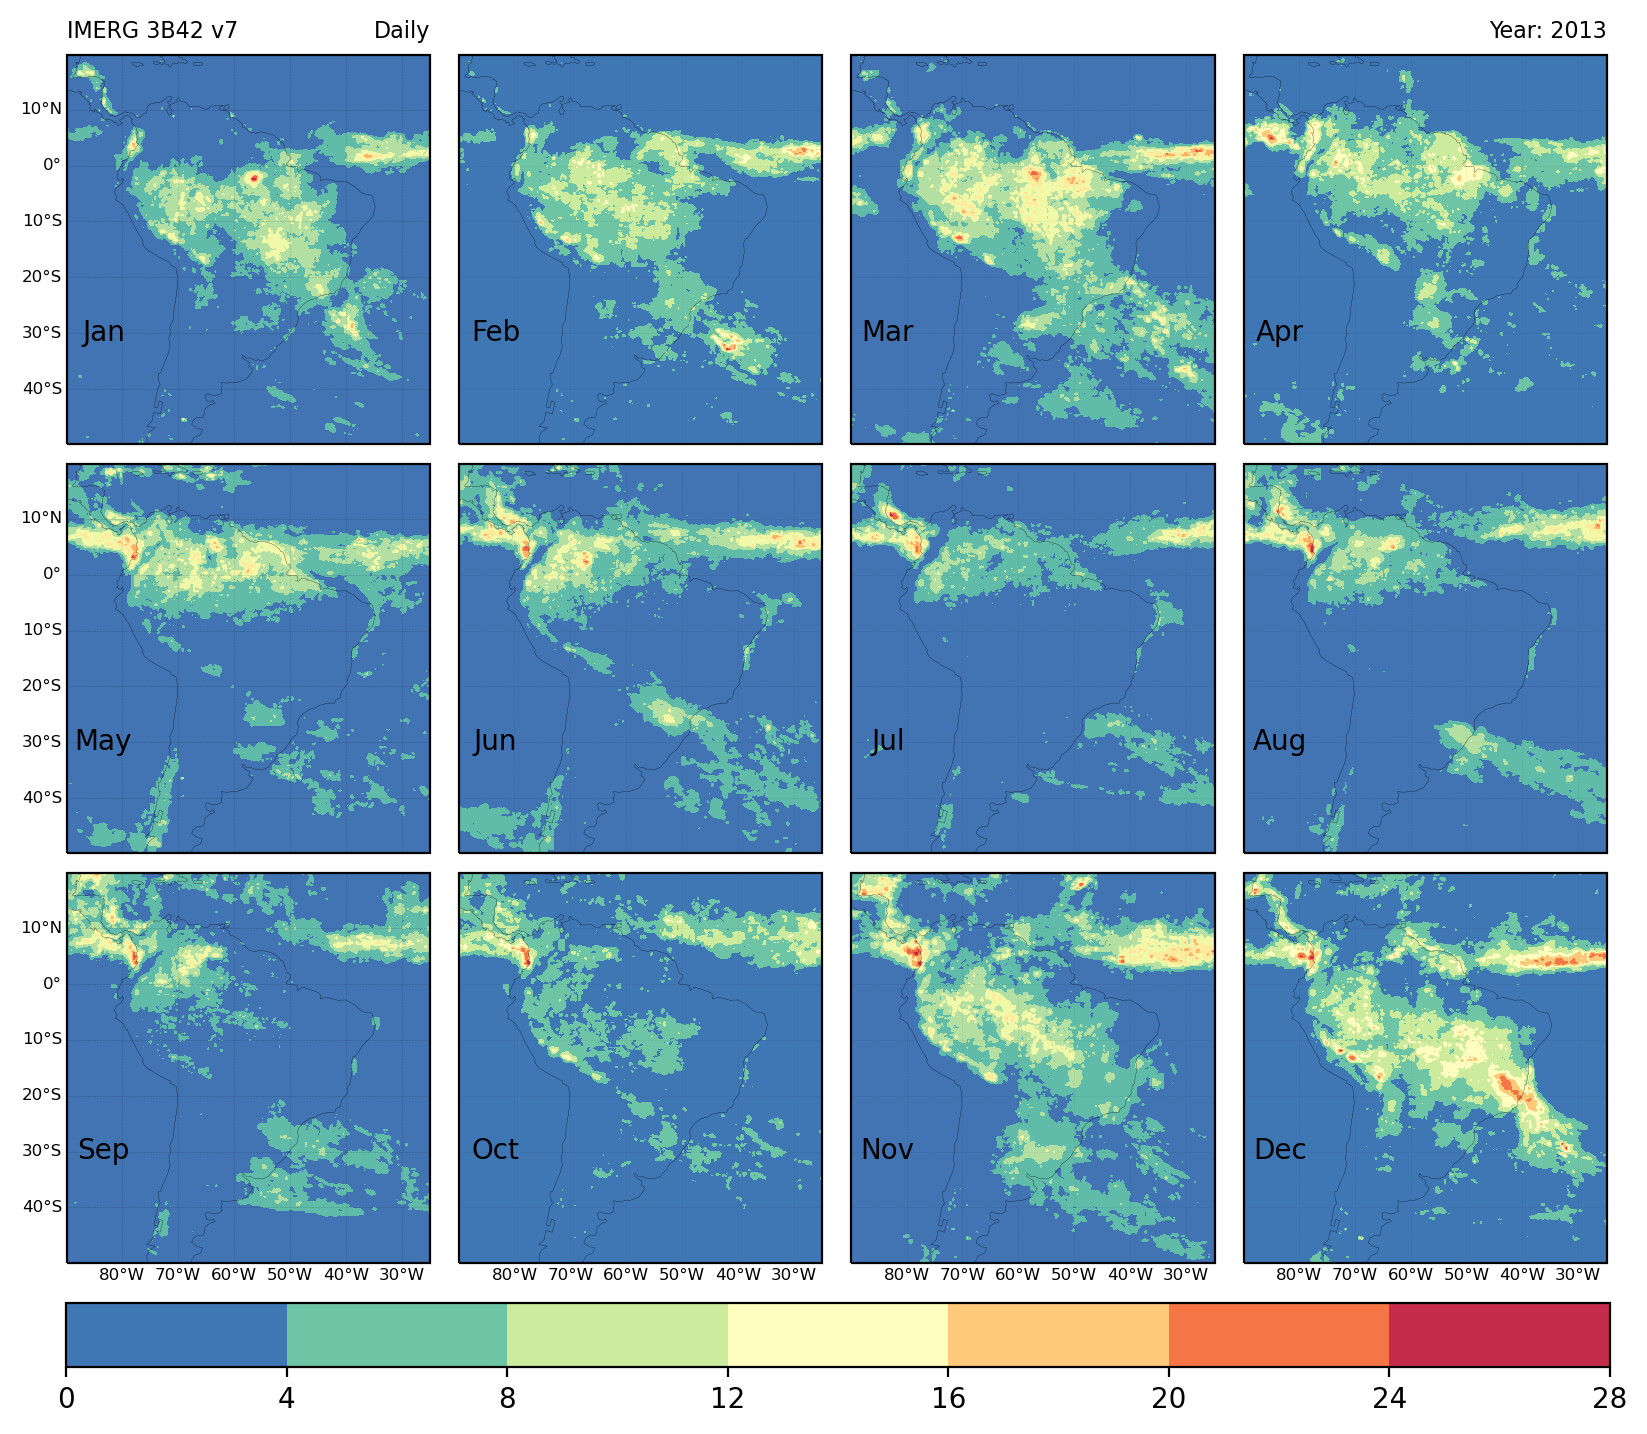 IMERG 3B42 v7 Daily Year: 2013
10°N
0°
10°S
20°S
30°S
40°S
Jan Feb Mar Apr
10°N
0°
10°S
20°S
30°S
40°S
May Jun Jul Aug
10°N
0°
10°S
20°S
30°S
40°S
Sep Oct Nov Dec
80°W 70°W 60°W 50°W 40°W 30°W 80°W 70°W 60°W 50°W 40°W 30°W 80°W 70°W 60°W 50°W 40°W 30°W 80°W 70°W 60°W 50°W 40°W 30°W
0 4 8 12 16 20 24 28